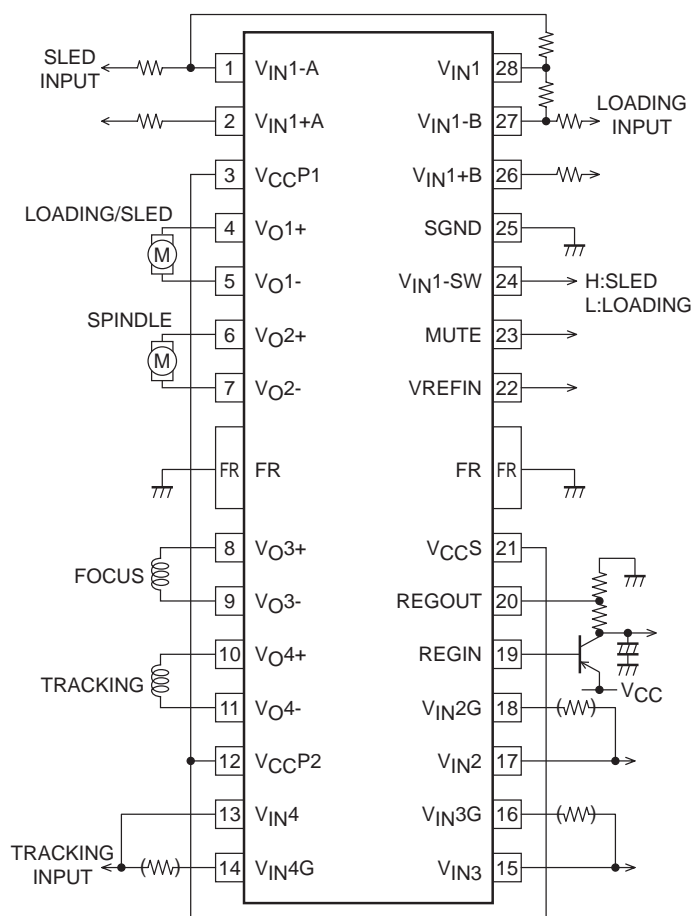 SLED
INPUT
1 VIN1-A
VIN1 28
2 VIN1+A
VIN1-B 27
LOADING
INPUT
3 VCCP1
VIN1+B 26
LOADING/SLED
M
4 VO1+
SGND 25
5 VO1-
VIN1-SW 24
H:SLED
L:LOADING
SPINDLE
M
6 VO2+
MUTE 23
7 VO2-
VREFIN 22
FR FR
FR FR
FOCUS
8 VO3+
VCCS 21
9 VO3-
REGOUT 20
TRACKING
10 VO4+
REGIN 19
VCC
11 VO4-
VIN2G 18
12 VCCP2
VIN2 17
13 VIN4
VIN3G 16
TRACKING
INPUT
14 VIN4G
VIN3 15